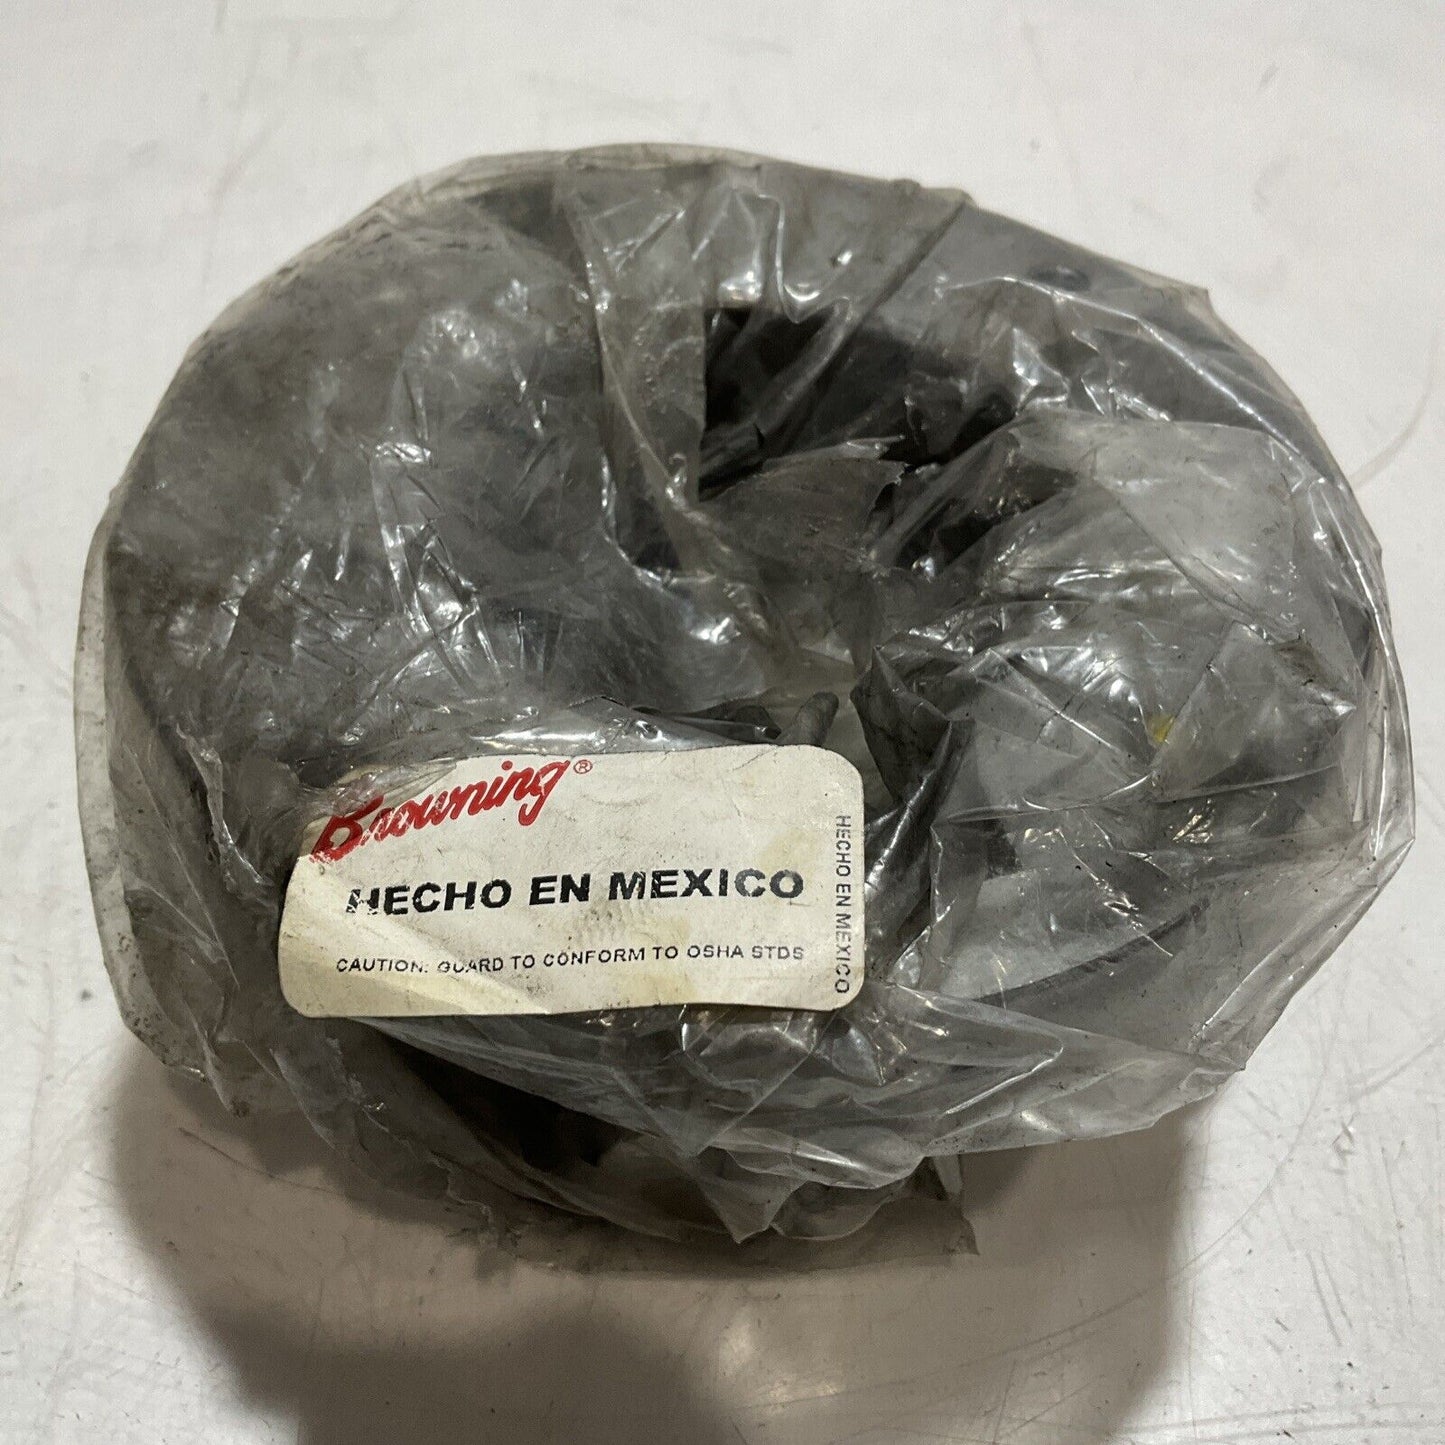 Browning®
HECHO EN MEXICO
CAUTION: GUARD TO CONFORM TO OSHA STDS
HECHO EN MEXICO